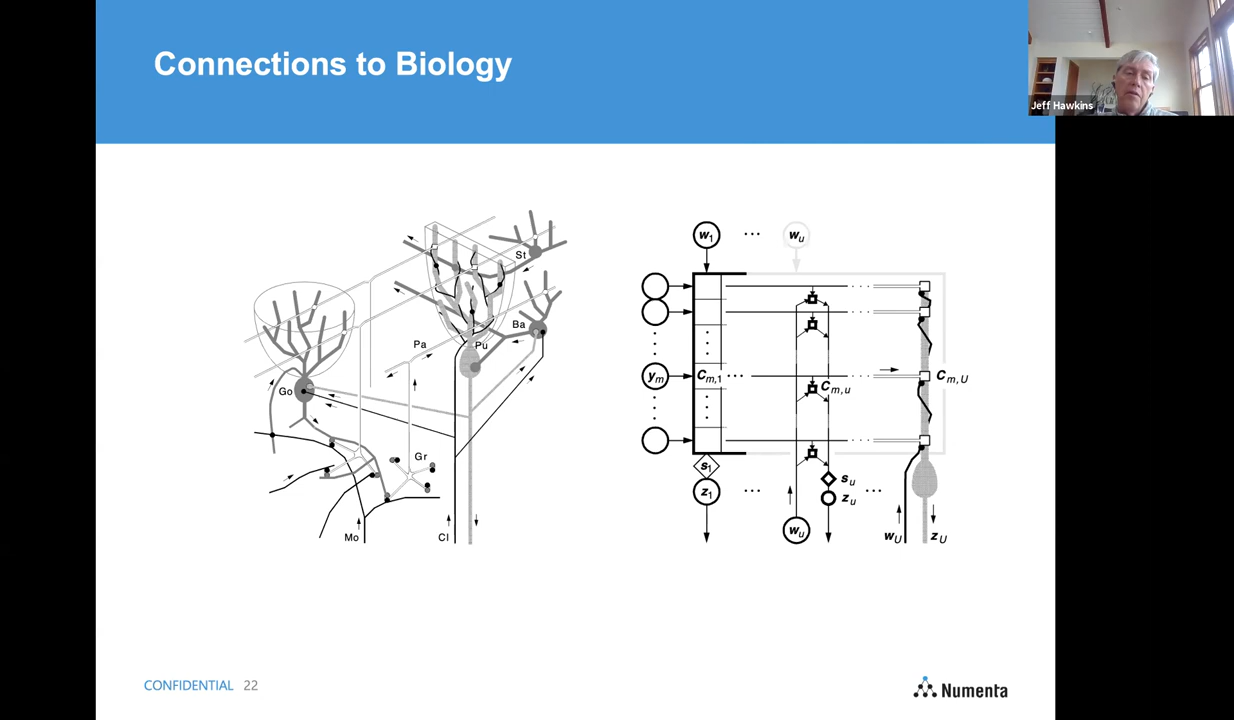 Connections to Biology
Jeff Hawkins
St
Ba
Pa
Pu
Go
Gr
Mo
Cl
w1 ··· wu
ym
Cm,1 ···
Cm,u
Cm,U
s1
z1
···
su
zu
···
wu
wU
zU
CONFIDENTIAL 22
Numenta